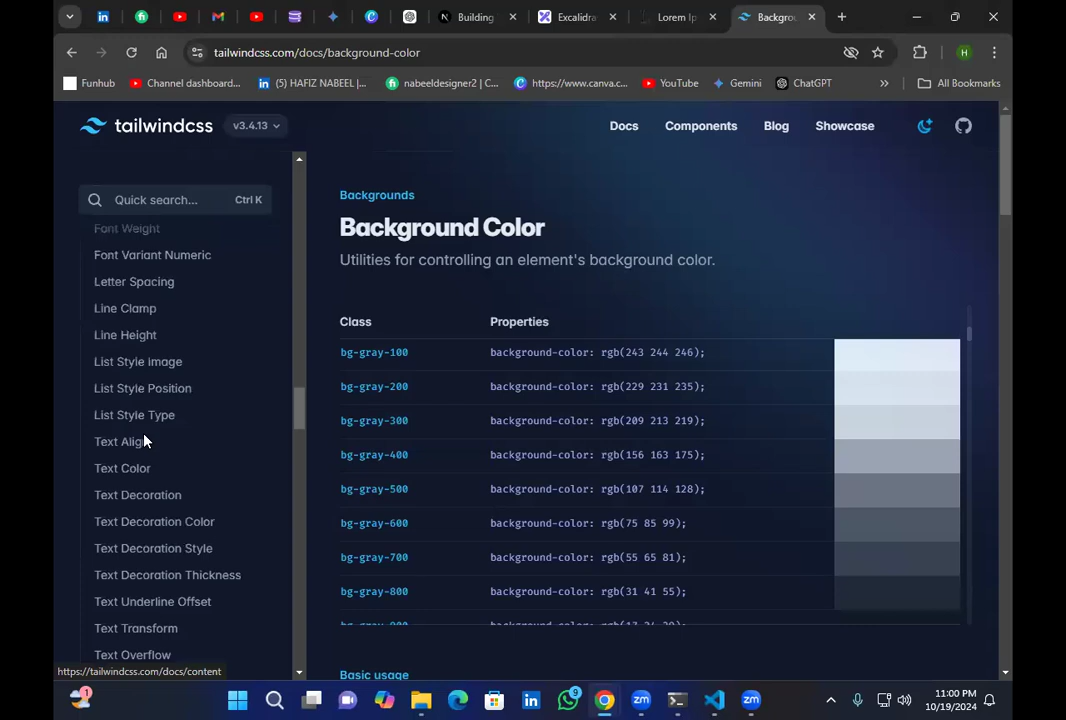 Building
Excalidra
Lorem Ip
Backgrou
tailwindcss.com/docs/background-color
H
Funhub
Channel dashboard...
(5) HAFIZ NABEEL |...
nabeeldesigner2 | C...
https://www.canva.c...
YouTube
Gemini
ChatGPT
»
All Bookmarks
tailwindcss
v3.4.13
Docs
Components
Blog
Showcase
Quick search...
Ctrl K
Font Weight
Font Variant Numeric
Letter Spacing
Line Clamp
Line Height
List Style Image
List Style Position
List Style Type
Text Align
Text Color
Text Decoration
Text Decoration Color
Text Decoration Style
Text Decoration Thickness
Text Underline Offset
Text Transform
Text Overflow
Backgrounds
Background Color
Utilities for controlling an element's background color.
Class Properties
bg-gray-100 background-color: rgb(243 244 246);
bg-gray-200 background-color: rgb(229 231 235);
bg-gray-300 background-color: rgb(209 213 219);
bg-gray-400 background-color: rgb(156 163 175);
bg-gray-500 background-color: rgb(107 114 128);
bg-gray-600 background-color: rgb(75 85 99);
bg-gray-700 background-color: rgb(55 65 81);
bg-gray-800 background-color: rgb(31 41 55);
Basic usage
https://tailwindcss.com/docs/content
1
9
11:00 PM
10/19/2024